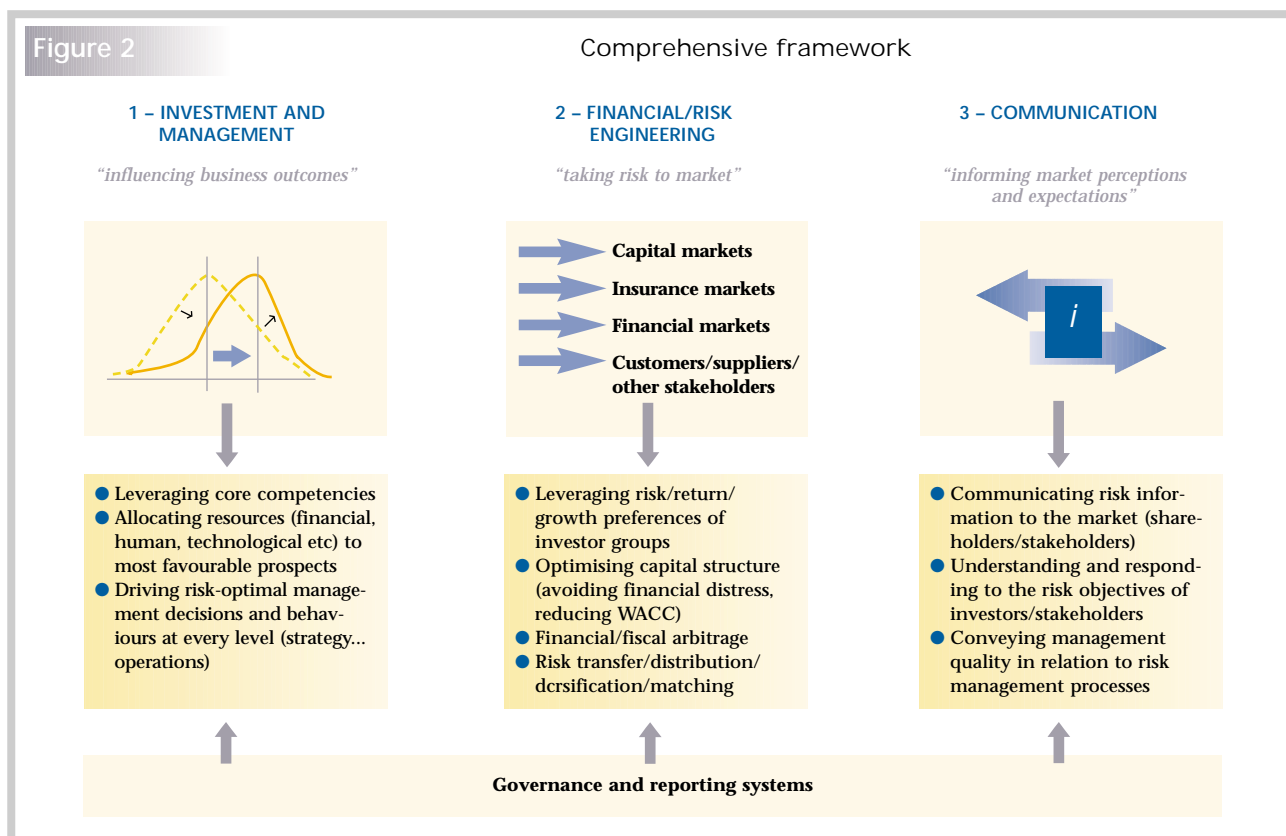 Figure 2
Comprehensive framework
1 – INVESTMENT AND
MANAGEMENT
“influencing business outcomes”
2 – FINANCIAL/RISK
ENGINEERING
“taking risk to market”
3 – COMMUNICATION
“informing market perceptions
and expectations”
Capital markets
Insurance markets
Financial markets
Customers/suppliers/
other stakeholders
i
● Leveraging core competencies
● Allocating resources (financial,
human, technological etc) to
most favourable prospects
● Driving risk-optimal manage-
ment decisions and behav-
iours at every level (strategy...
operations)
● Leveraging risk/return/
growth preferences of
investor groups
● Optimising capital structure
(avoiding financial distress,
reducing WACC)
● Financial/fiscal arbitrage
● Risk transfer/distribution/
dcrsification/matching
● Communicating risk infor-
mation to the market (share-
holders/stakeholders)
● Understanding and respond-
ing to the risk objectives of
investors/stakeholders
● Conveying management
quality in relation to risk
management processes
Governance and reporting systems